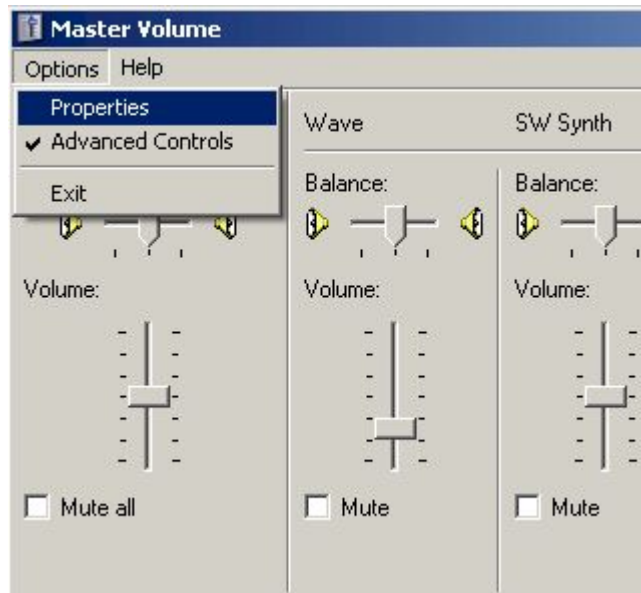 Master Volume
Options Help
Properties
Advanced Controls
Exit
Wave
SW Synth
Balance:
Balance:
Volume:
Volume:
Volume:
Mute all
Mute
Mute